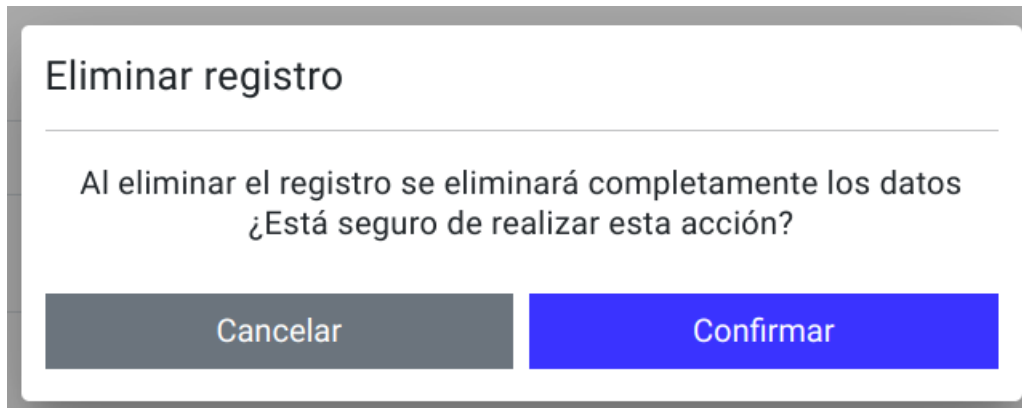 Eliminar registro
Al eliminar el registro se eliminará completamente los datos
¿Está seguro de realizar esta acción?
Cancelar
Confirmar